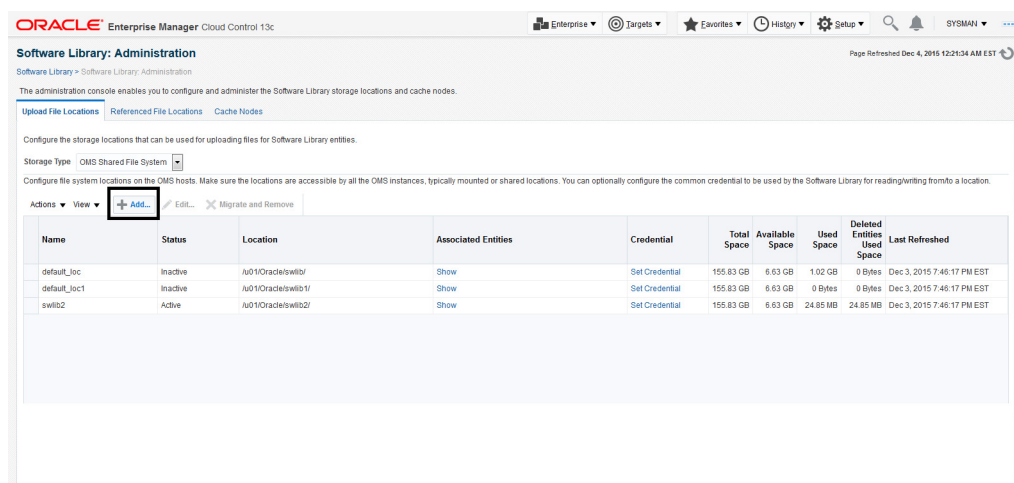 ORACLE® Enterprise Manager Cloud Control 13c Enterprise ▼ Targets ▼ Favorites ▼ History ▼ Setup ▼ SYSMAN ▼
Software Library: Administration Page Refreshed Dec 4, 2015 12:21:34 AM EST
Software Library > Software Library: Administration
The administration console enables you to configure and administer the Software Library storage locations and cache nodes.
Upload File Locations Referenced File Locations Cache Nodes
Configure the storage locations that can be used for uploading files for Software Library entities.
Storage Type OMS Shared File System
Configure file system locations on the OMS hosts. Make sure the locations are accessible by all the OMS instances, typically mounted or shared locations. You can optionally configure the common credential to be used by the Software Library for reading/writing from/to a location.
Actions ▼ View ▼ Add... Edit... Migrate and Remove
Name Status Location Associated Entities Credential Total Space Available Space Used Space Deleted Entities Used Space Last Refreshed
default_loc Inactive /u01/Oracle/swlib/ Show Set Credential 155.83 GB 6.63 GB 1.02 GB 0 Bytes Dec 3, 2015 7:46:17 PM EST
default_loc1 Inactive /u01/Oracle/swlib1/ Show Set Credential 155.83 GB 6.63 GB 0 Bytes 0 Bytes Dec 3, 2015 7:46:17 PM EST
swlib2 Active /u01/Oracle/swlib2/ Show Set Credential 155.83 GB 6.63 GB 24.85 MB 24.85 MB Dec 3, 2015 7:46:17 PM EST